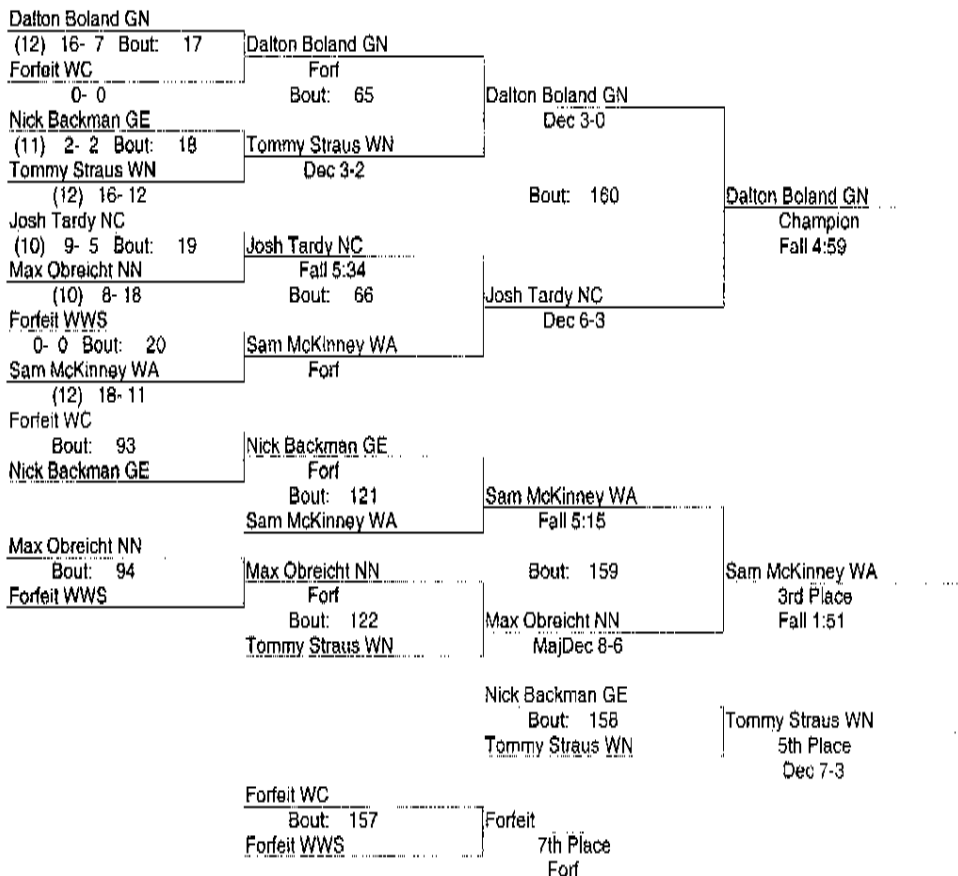 Dalton Boland GN
(12) 16- 7 Bout: 17
Forfeit WC
0- 0
Nick Backman GE
(11) 2- 2 Bout: 18
Tommy Straus WN
(12) 16- 12
Josh Tardy NC
(10) 9- 5 Bout: 19
Max Obreicht NN
(10) 8- 18
Forfeit WWS
0- 0 Bout: 20
Sam McKinney WA
(12) 18- 11
Forfeit WC
Bout: 93
Nick Backman GE
Max Obreicht NN
Bout: 94
Forfeit WWS
Dalton Boland GN
Forf
Bout: 65
Tommy Straus WN
Dec 3-2
Josh Tardy NC
Fall 5:34
Bout: 66
Sam McKinney WA
Forf
Nick Backman GE
Forf
Bout: 121
Sam McKinney WA
Max Obreicht NN
Forf
Bout: 122
Tommy Straus WN
Forfeit WC
Bout: 157
Forfeit WWS
Dalton Boland GN
Dec 3-0
Bout: 160
Josh Tardy NC
Dec 6-3
Sam McKinney WA
Fall 5:15
Bout: 159
Max Obreicht NN
MajDec 8-6
Nick Backman GE
Bout: 158
Tommy Straus WN
Forfeit
7th Place
Forf
Dalton Boland GN
Champion
Fall 4:59
Sam McKinney WA
3rd Place
Fall 1:51
Tommy Straus WN
5th Place
Dec 7-3